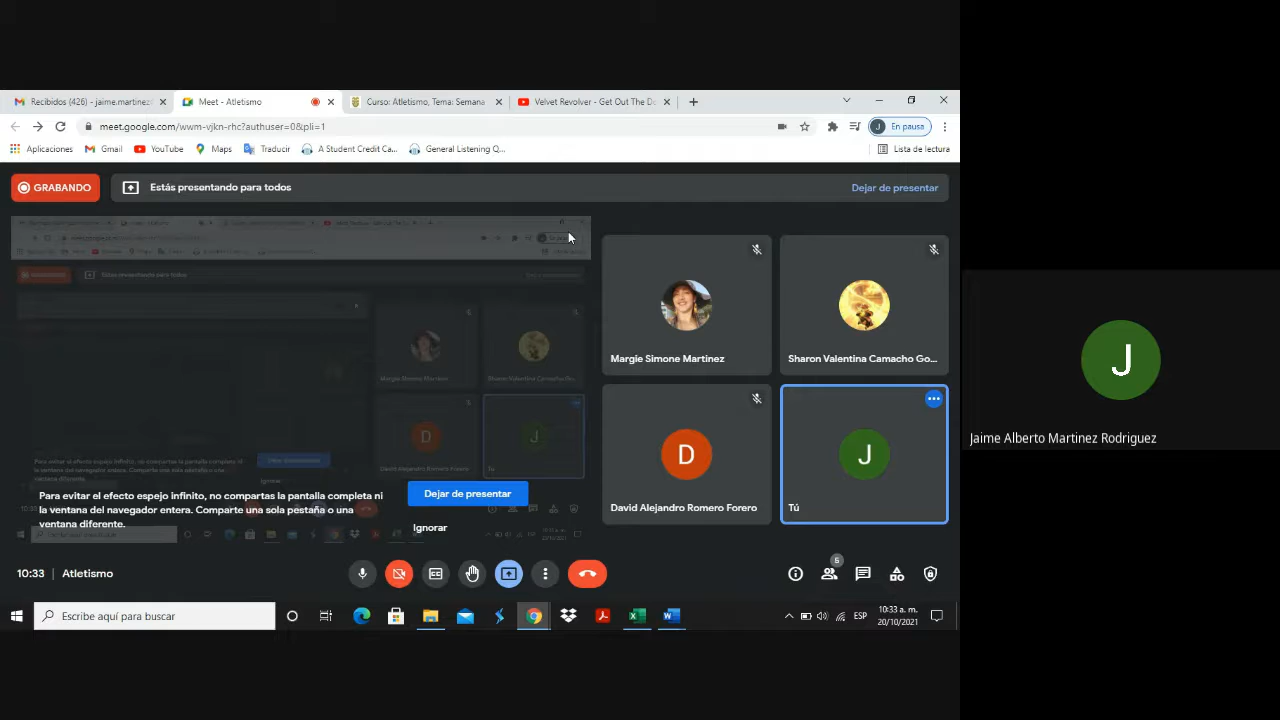 Recibidos (426) - jaime.martinez
Meet - Atletismo
Curso: Atletismo, Tema: Semana
Velvet Revolver - Get Out The Do
meet.google.com/wwm-vjkn-rhc?authuser=0&pli=1
J
En pausa
Aplicaciones
Gmail
YouTube
Maps
Traducir
A Student Credit Ca...
General Listening Q...
Lista de lectura
GRABANDO
Estás presentando para todos
Dejar de presentar
Margie Simone Martinez
Sharon Valentina Camacho Go...
D
David Alejandro Romero Forero
J
Tú
Para evitar el efecto espejo infinito, no compartas la pantalla completa ni
la ventana del navegador entera. Comparte una sola pestaña o una
ventana diferente.
Dejar de presentar
Ignorar
10:33 | Atletismo
5
Escribe aquí para buscar
ESP
10:33 a. m.
20/10/2021
J
Jaime Alberto Martinez Rodriguez